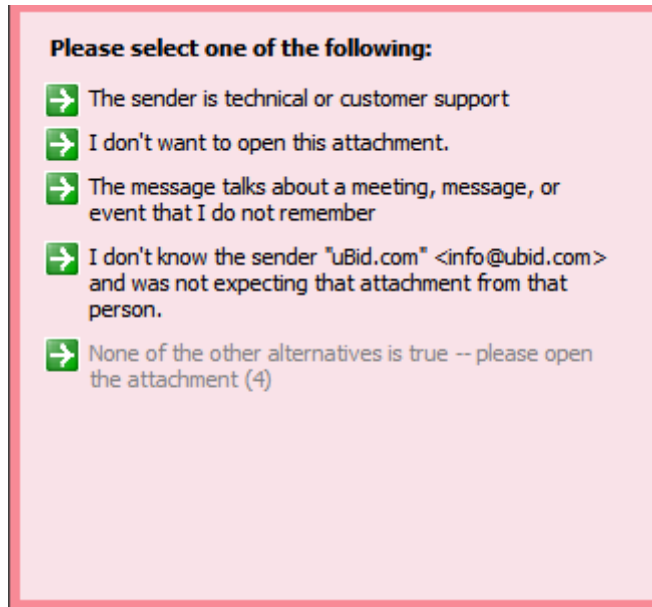 Please select one of the following:
The sender is technical or customer support
I don't want to open this attachment.
The message talks about a meeting, message, or
event that I do not remember
I don't know the sender "uBid.com" <info@ubid.com>
and was not expecting that attachment from that
person.
None of the other alternatives is true -- please open
the attachment (4)